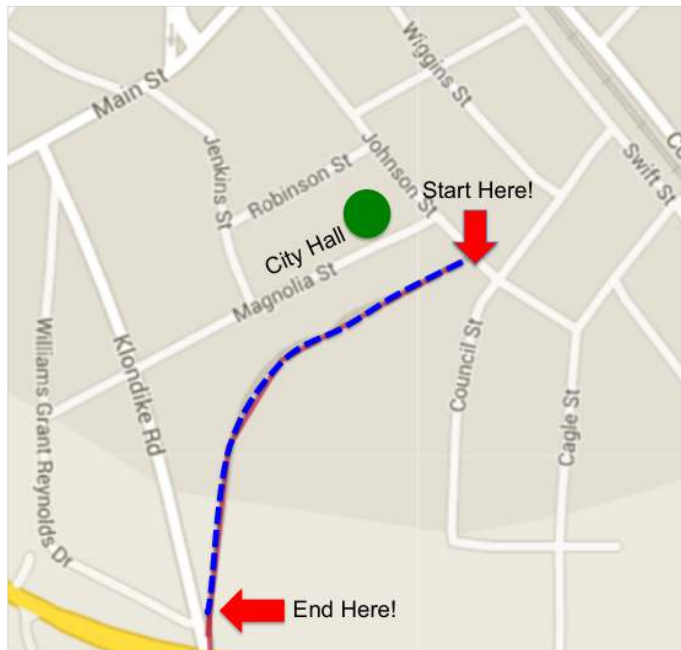 Main St
Wiggins St
Jenkins St
Robinson St
Johnson St
Swift St
Start Here!
City Hall
Magnolia St
Williams Grant Reynolds Dr
Klondike Rd
Council St
Cagle St
End Here!